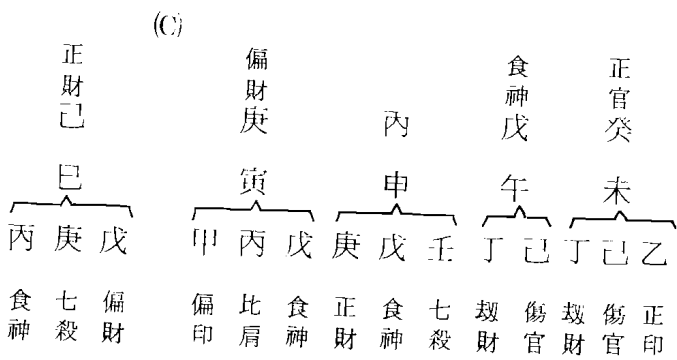 (C)
正財 偏財 食神 正官
己 庚 丙 戊 癸
巳 寅 申 午 未
丙 庚 戊 甲 丙 戊 庚 戊 壬 丁 己 丁 己 乙
食神 七殺 偏財 偏印 比肩 食神 正財 食神 七殺 刼財 傷官 刼財 傷官 正印